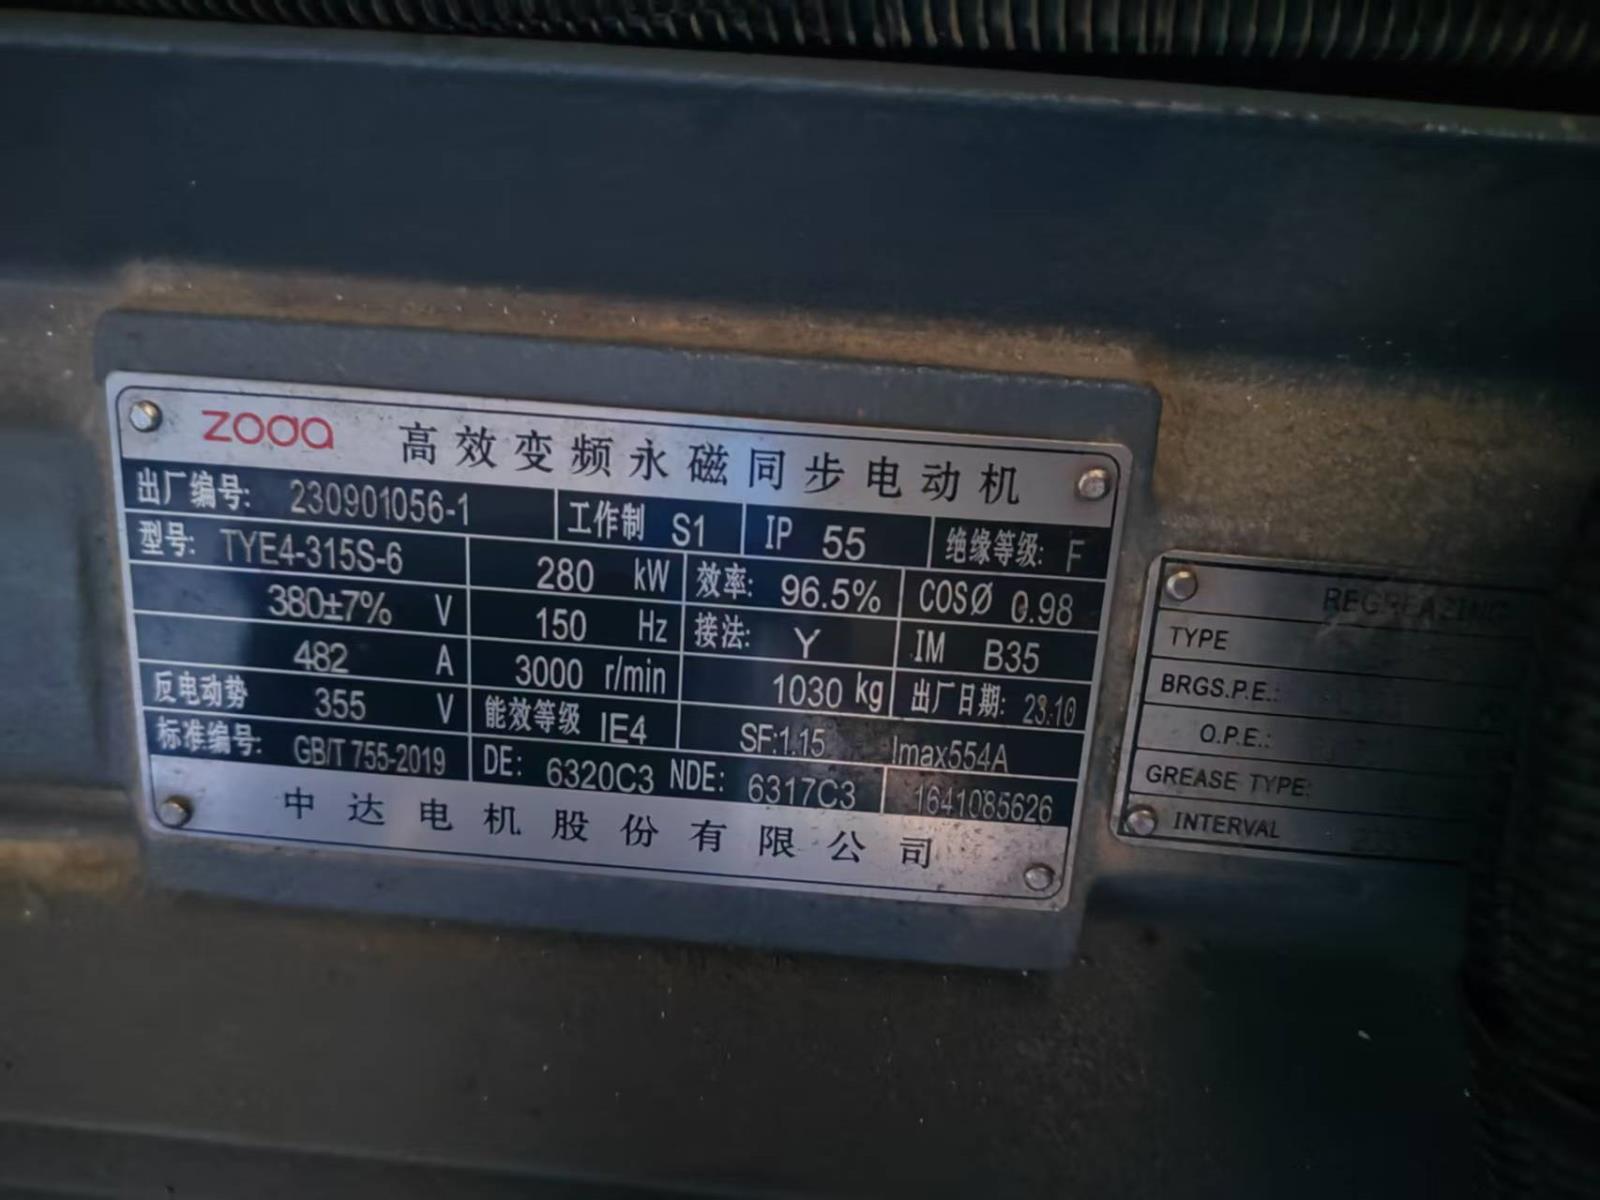 zoda 高效变频永磁同步电动机
出厂编号: 230901056-1 工作制 S1 IP 55 绝缘等级: F
型号: TYE4-315S-6 280 kW 效率: 96.5% COSØ 0.98
380±7% V 150 Hz 接法: Y IM B35
482 A 3000 r/min 1030 kg 出厂日期: 23.10
反电动势 355 V 能效等级 IE4 SF:1.15 Imax554A
标准编号: GB/T 755-2019 DE: 6320C3 NDE: 6317C3 1641085626
中达电机股份有限公司
REGREAZING
TYPE
BRGS.P.E.:
O.P.E.:
GREASE TYPE:
INTERVAL